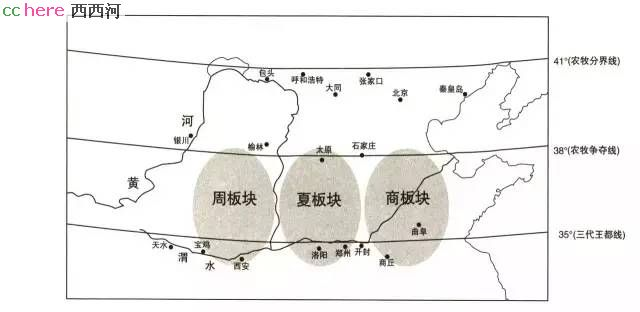 cchere 西西河
41°(农牧分界线)
包头
呼和浩特
张家口
大同
北京
秦皇岛
河
银川
榆林
太原
石家庄
38°(农牧争夺线)
黄
周板块
夏板块
商板块
曲阜
35°(三代王都线)
天水
宝鸡
渭
水
西安
洛阳
郑州
开封
商丘